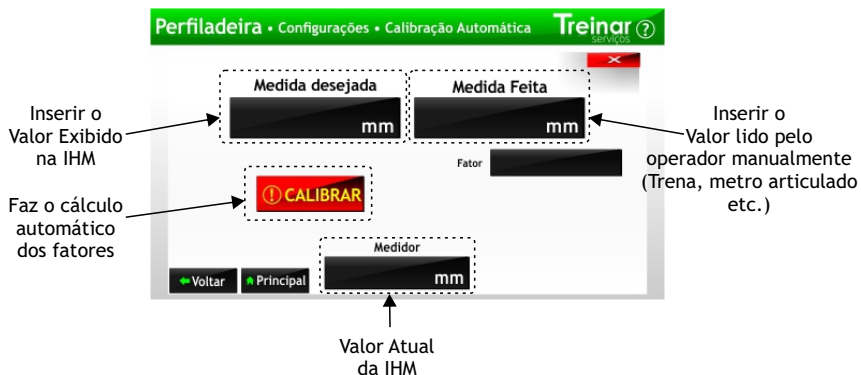 Perfiladeira • Configurações • Calibração Automática
Treinar ?
serviços
Medida desejada
mm
Medida Feita
mm
Inserir o
Valor Exibido
na IHM
Inserir o
Valor lido pelo
operador manualmente
(Trena, metro articulado
etc.)
Fator
! CALIBRAR
Faz o cálculo
automático
dos fatores
Medidor
mm
Voltar
Principal
Valor Atual
da IHM